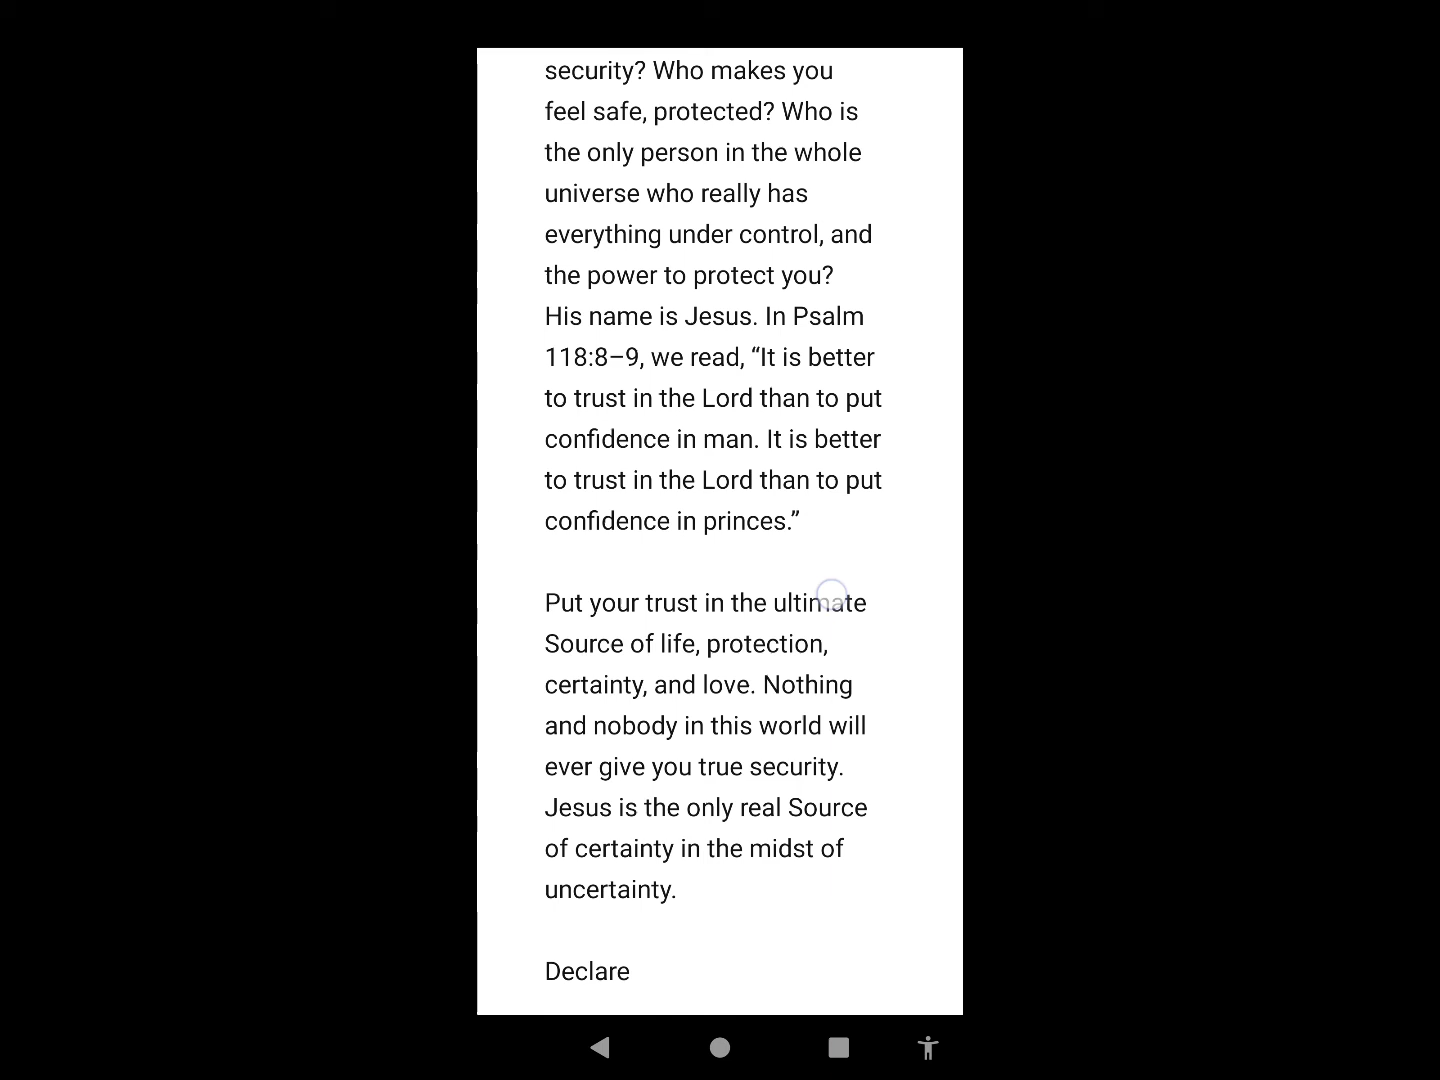 security? Who makes you
feel safe, protected? Who is
the only person in the whole
universe who really has
everything under control, and
the power to protect you?
His name is Jesus. In Psalm
118:8–9, we read, “It is better
to trust in the Lord than to put
confidence in man. It is better
to trust in the Lord than to put
confidence in princes.”
Put your trust in the ultimate
Source of life, protection,
certainty, and love. Nothing
and nobody in this world will
ever give you true security.
Jesus is the only real Source
of certainty in the midst of
uncertainty.
Declare